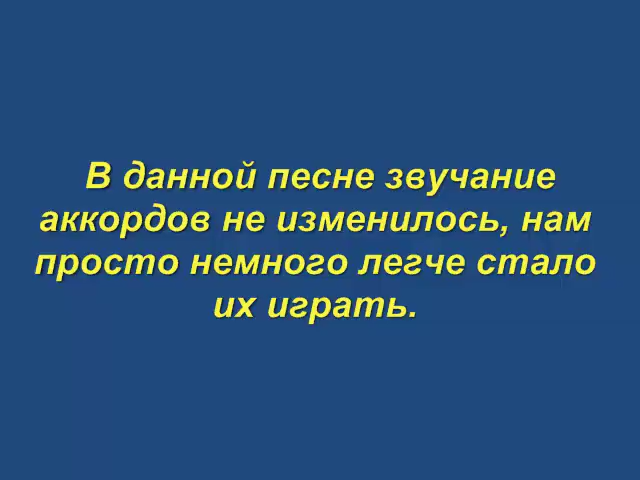 В данной песне звучание
аккордов не изменилось, нам
просто немного легче стало
их играть.